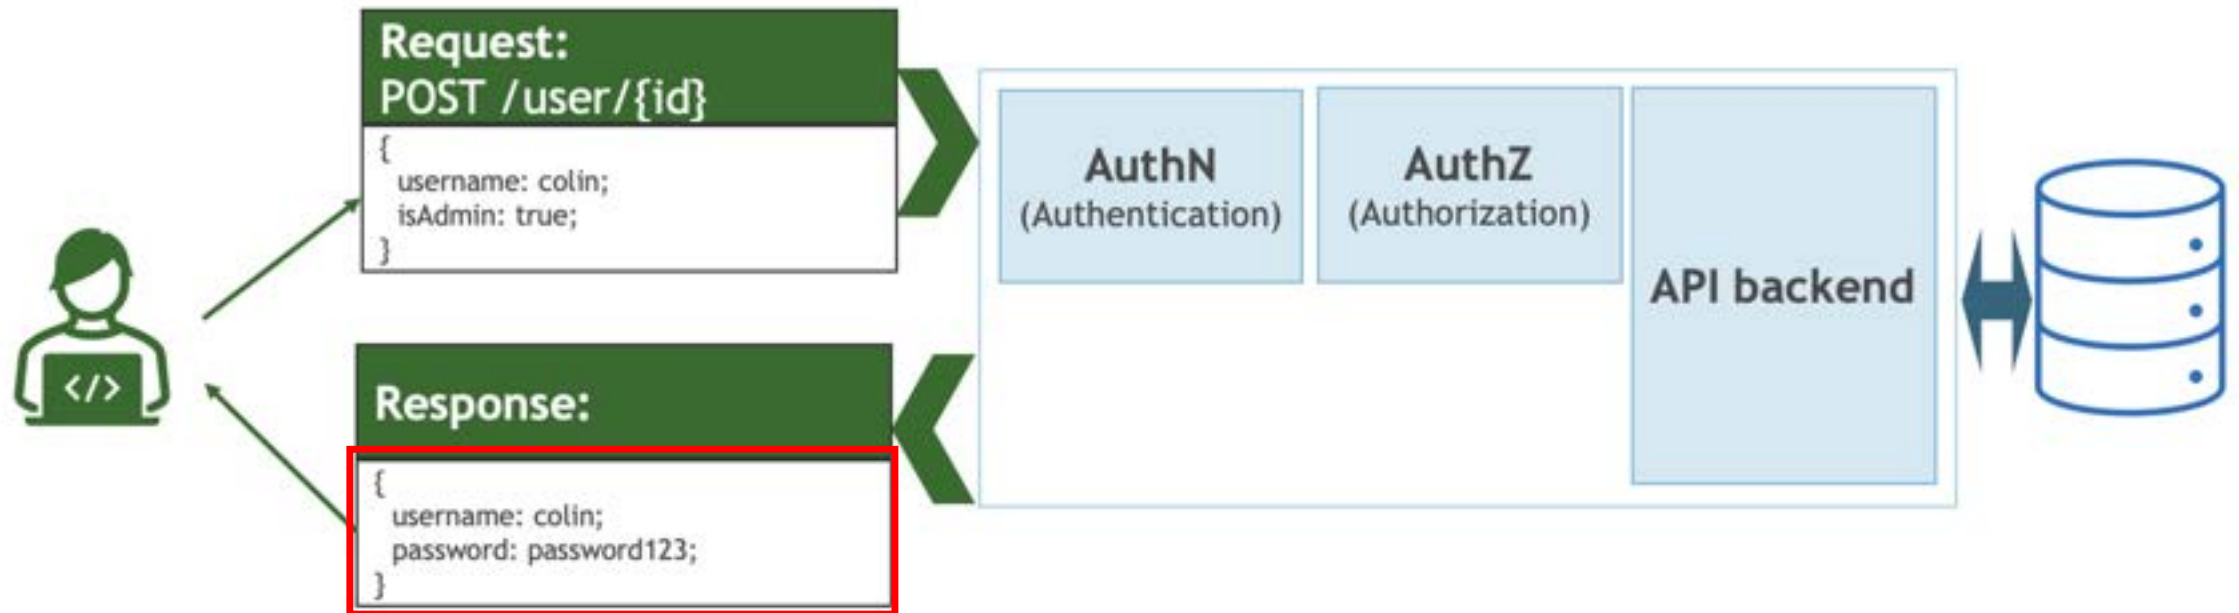 Request:
POST /user/{id}
{
username: colin;
isAdmin: true;
}
AuthN
(Authentication)
AuthZ
(Authorization)
API backend
</>
Response:
{
username: colin;
password: password123;
}